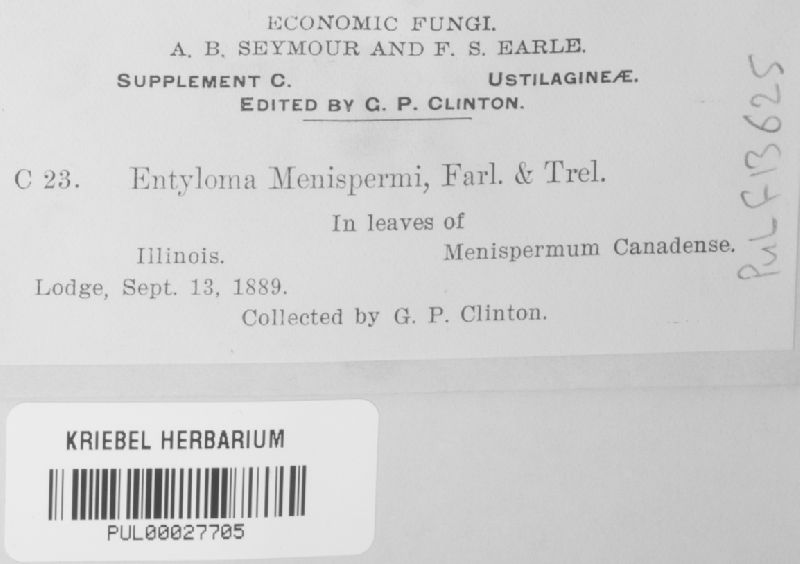 ECONOMIC FUNGI.
A. B. SEYMOUR AND F. S. EARLE.
SUPPLEMENT C. USTILAGINEÆ.
EDITED BY G. P. CLINTON.
C 23. Entyloma Menispermi, Farl. & Trel.
In leaves of
Illinois. Menispermum Canadense.
Lodge, Sept. 13, 1889.
Collected by G. P. Clinton.
PUL F13625
KRIEBEL HERBARIUM
PUL00027705